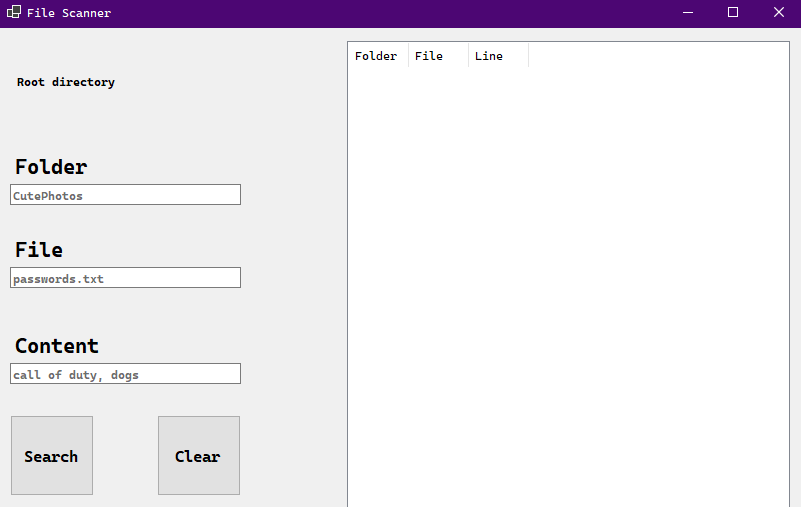 File Scanner
Root directory
Folder
CutePhotos
File
passwords.txt
Content
call of duty, dogs
Search Clear
Folder File Line